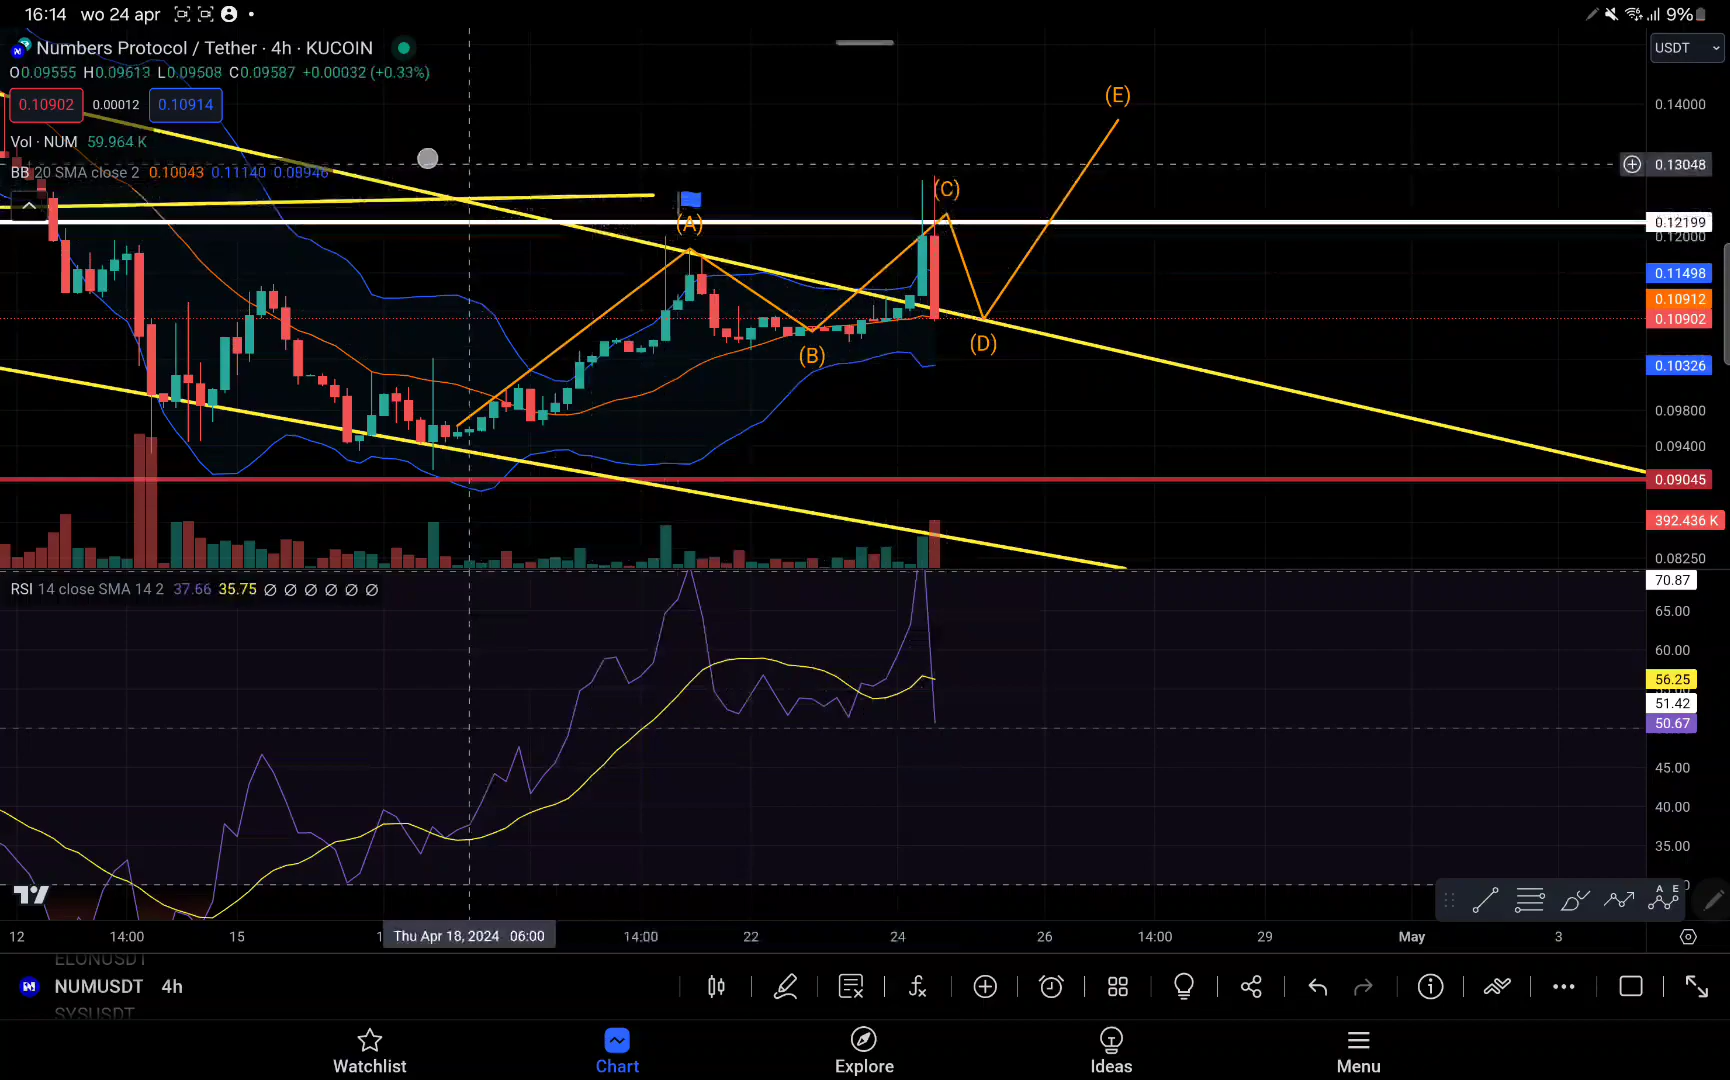 16:14 wo 24 apr 9%
Numbers Protocol / Tether · 4h · KUCOIN
USDT
O0.09555 H0.09613 L0.09508 C0.09587 +0.00032 (+0.33%)
0.10902 0.00012 0.10914
Vol · NUM 59.964 K
BB 20 SMA close 2 0.10043 0.11140 0.08946
(E)
(A)
(C)
(B)
(D)
0.14000
0.13048
0.12199
0.12000
0.11498
0.10912
0.10902
0.10326
0.09800
0.09400
0.09045
392.436 K
0.08250
RSI 14 close SMA 14 2 37.66 35.75 ∅ ∅ ∅ ∅ ∅ ∅
70.87
65.00
60.00
56.25
51.42
50.67
45.00
40.00
35.00
A E
12 14:00 15 Thu Apr 18, 2024 06:00 14:00 22 24 26 14:00 29 May 3
ELONUSDT
NUMUSDT 4h
SYSUSDT
Watchlist Chart Explore Ideas Menu